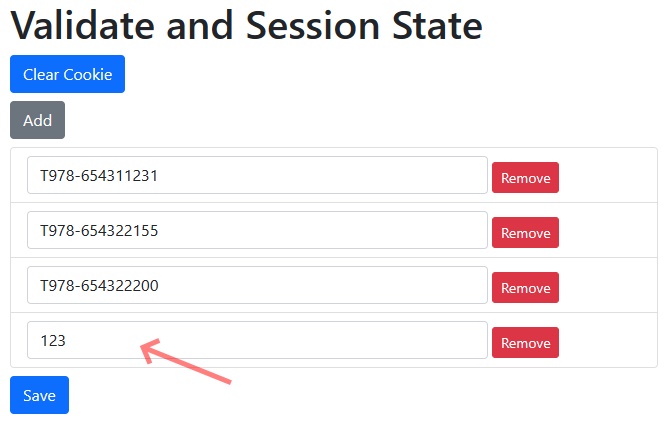 Validate and Session State
Clear Cookie
Add
T978-654311231 Remove
T978-654322155 Remove
T978-654322200 Remove
123 Remove
Save